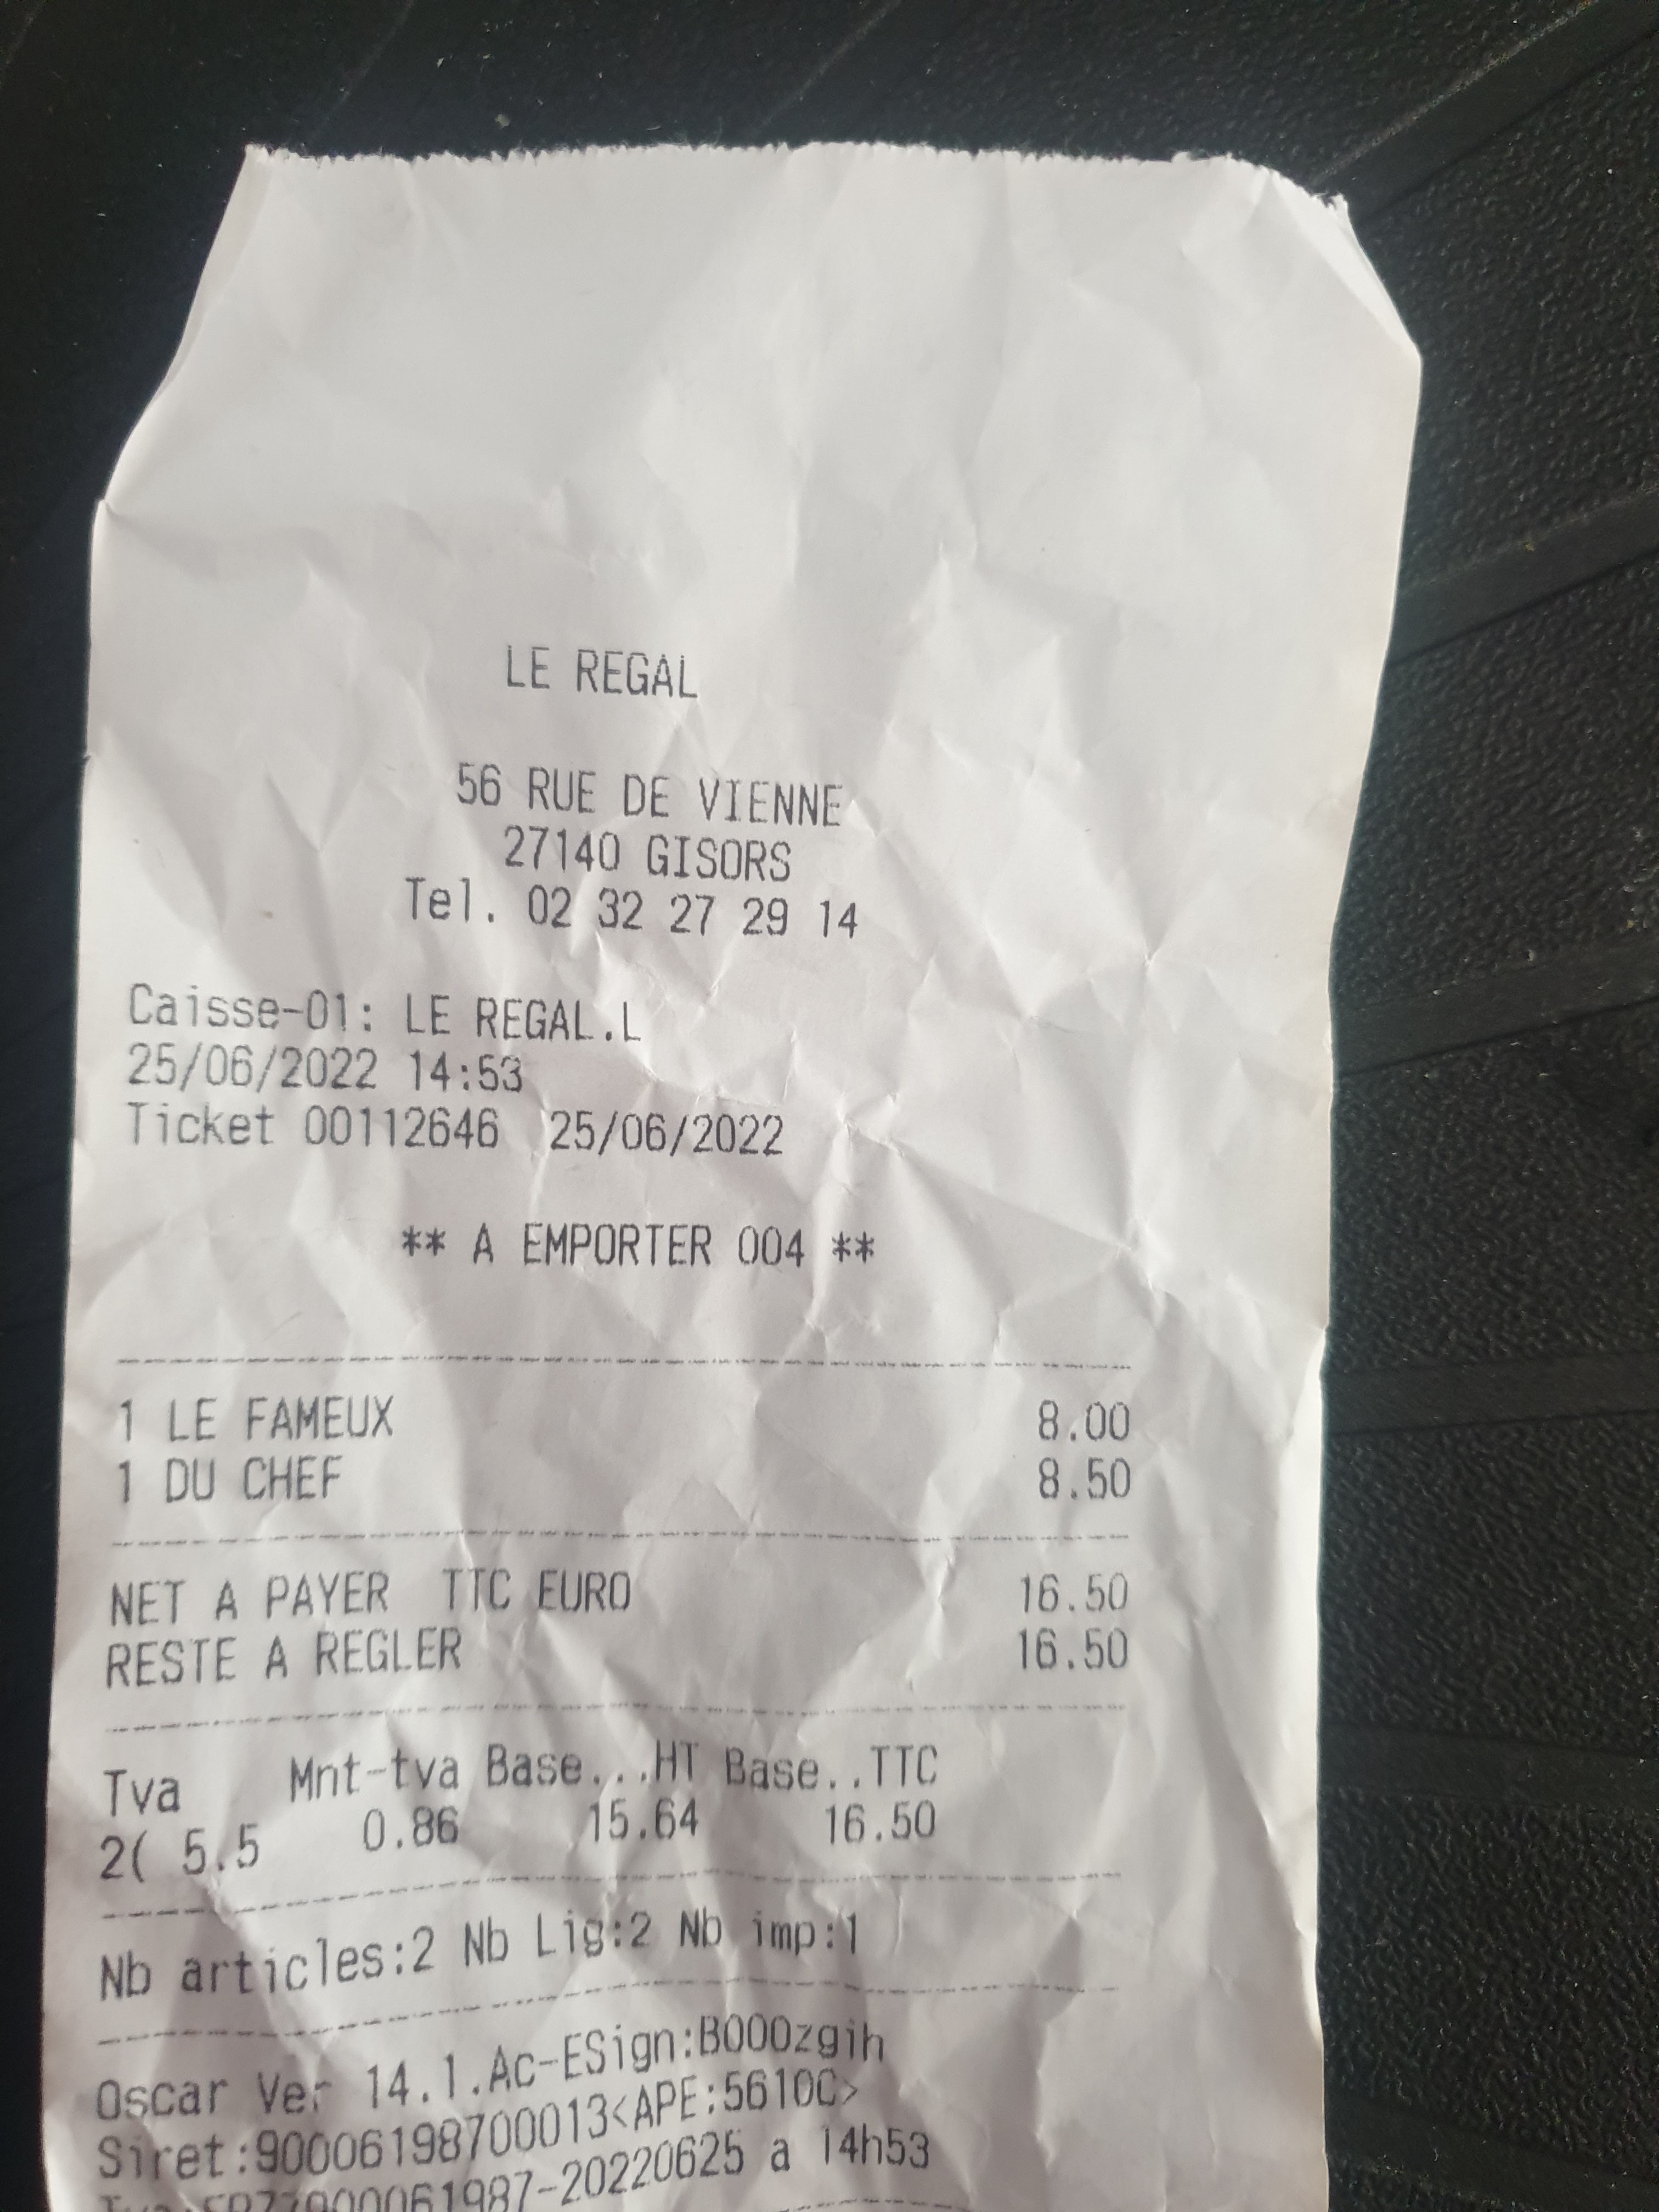 LE REGAL
56 RUE DE VIENNE
27140 GISORS
Tel. 02 32 27 29 14
Caisse-01: LE REGAL.L
25/06/2022 14:53
Ticket 00112646 25/06/2022
** A EMPORTER 004 **
1 LE FAMEUX 8.00
1 DU CHEF 8.50
NET A PAYER TTC EURO 16.50
RESTE A REGLER 16.50
Tva Mnt-tva Base...HT Base..TTC
2( 5.5 0.86 15.64 16.50
Nb articles:2 Nb Lig:2 Nb imp:1
Oscar Ver 14.1.Ac-ESign:B000zgih
Siret:90006198700013<APE:5610C>
Tva:FR77900061987-20220625 a 14h53